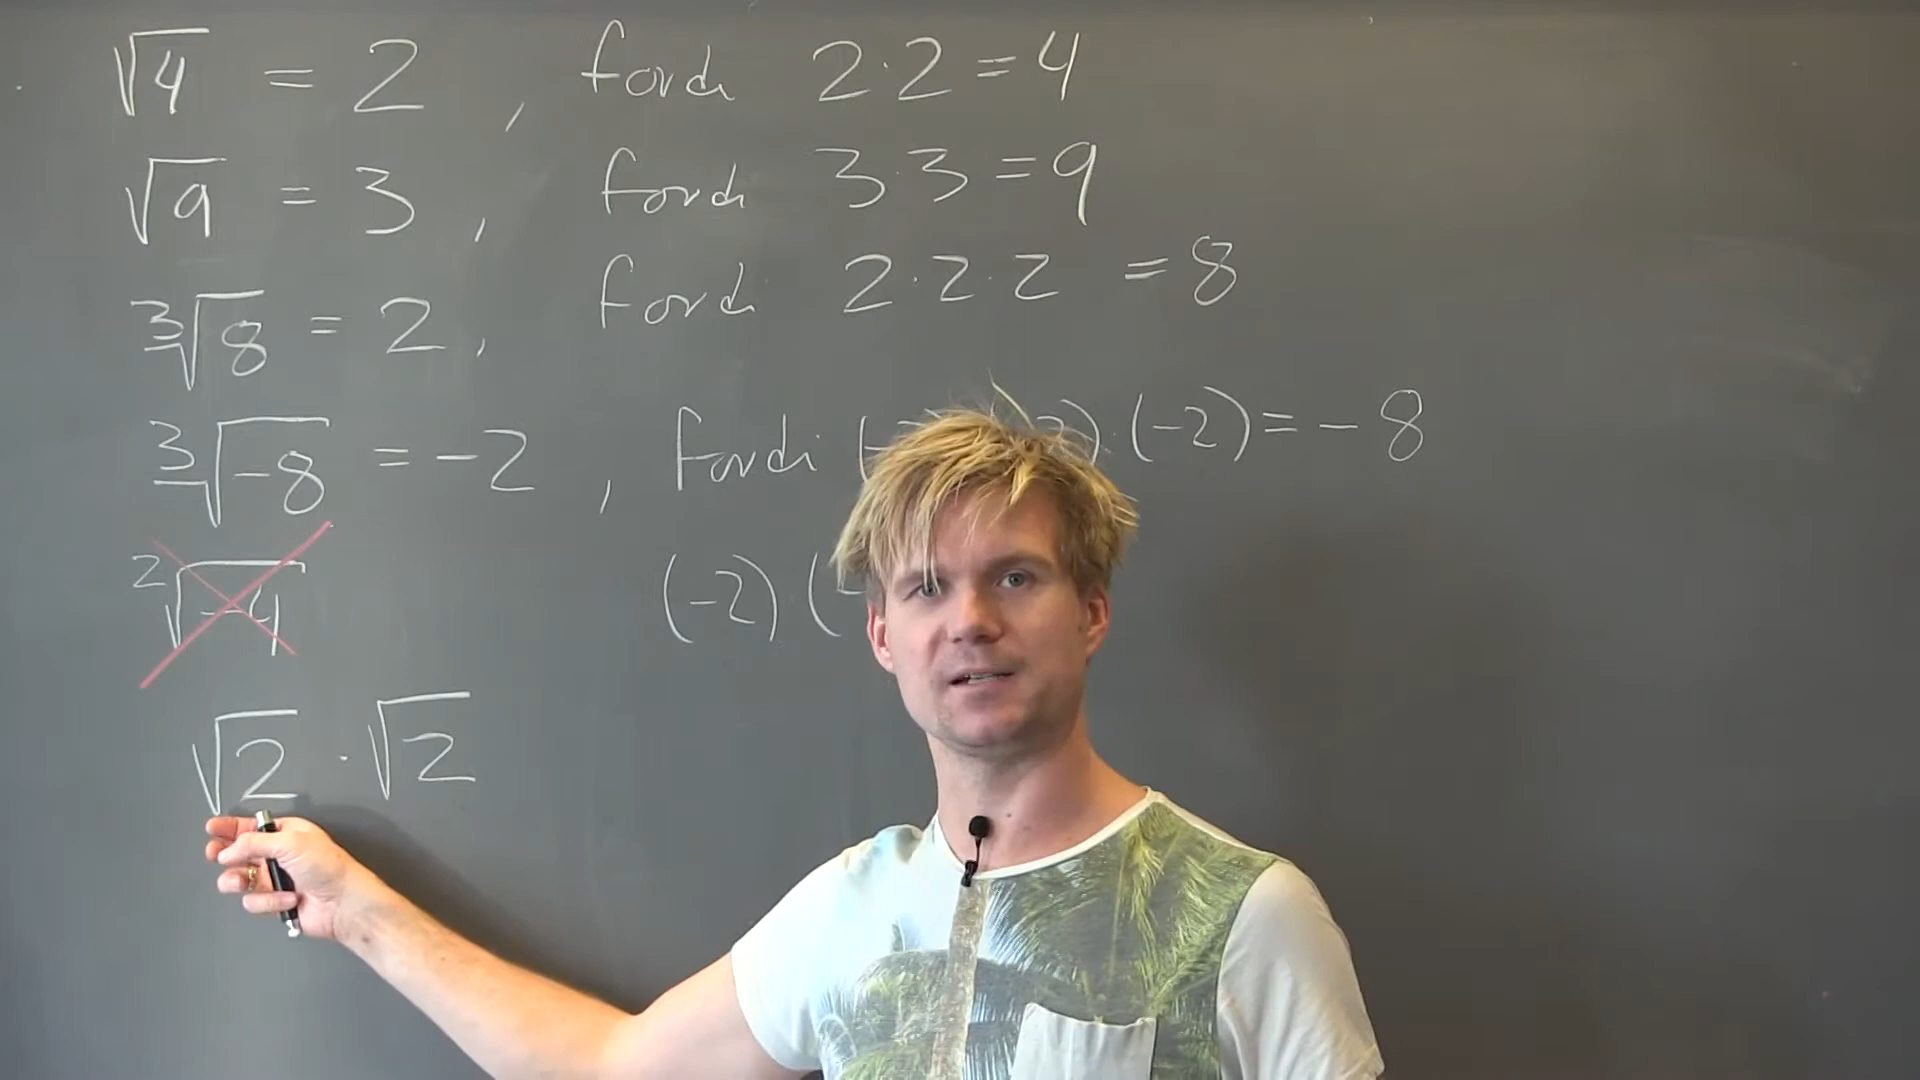 √4 = 2 , fordi 2·2 = 4
√9 = 3 , fordi 3·3 = 9
³√8 = 2 , fordi 2·2·2 = 8
³√-8 = -2 , fordi (-2)·(-2) = -8
²√-4 (-2)·(
√2 · √2